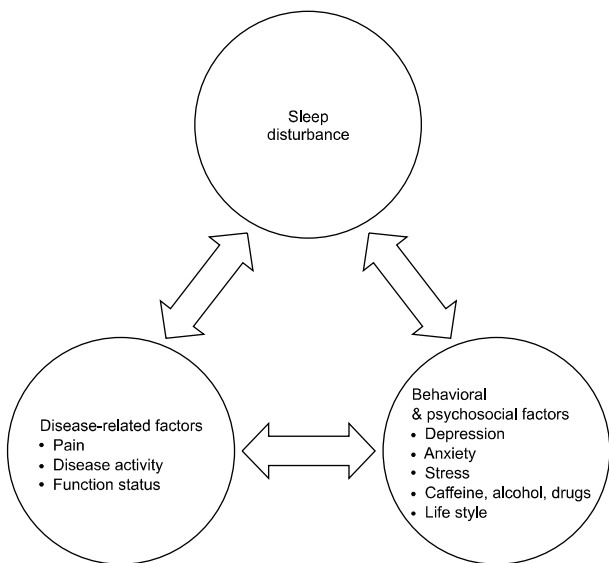 Sleep
disturbance
Disease-related factors
• Pain
• Disease activity
• Function status
Behavioral
& psychosocial factors
• Depression
• Anxiety
• Stress
• Caffeine, alcohol, drugs
• Life style